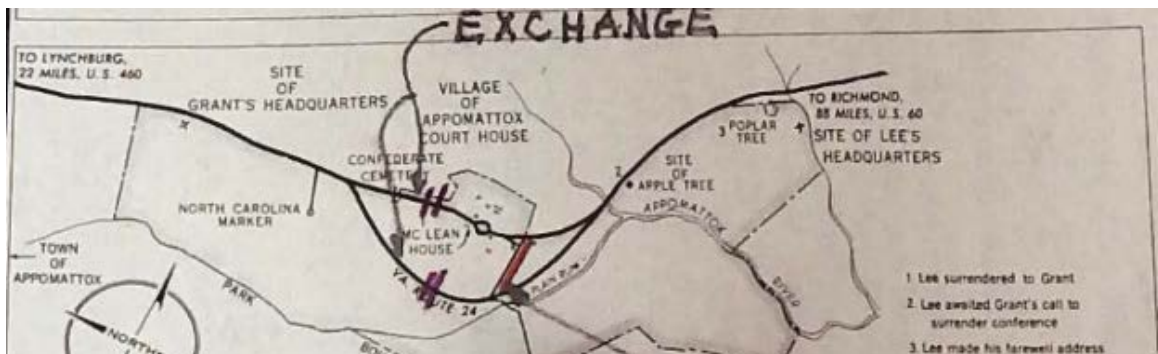 EXCHANGE
TO LYNCHBURG,
22 MILES, U.S. 460
SITE
OF
GRANT'S HEADQUARTERS
VILLAGE
OF
APPOMATTOX
COURT HOUSE
TO RICHMOND,
88 MILES, U.S. 60
3 POPLAR
TREE
SITE OF LEE'S
HEADQUARTERS
CONFEDERATE
CEMETERY
2
SITE
OF
APPLE TREE
NORTH CAROLINA
MARKER
MC LEAN
HOUSE
APPOMATTOX
RIVER
TOWN
OF
APPOMATTOX
VA. ROUTE 24
PLAIN RUN
PARK
1 Lee surrendered to Grant
2. Lee awaited Grant's call to
surrender conference
3. Lee made his farewell address